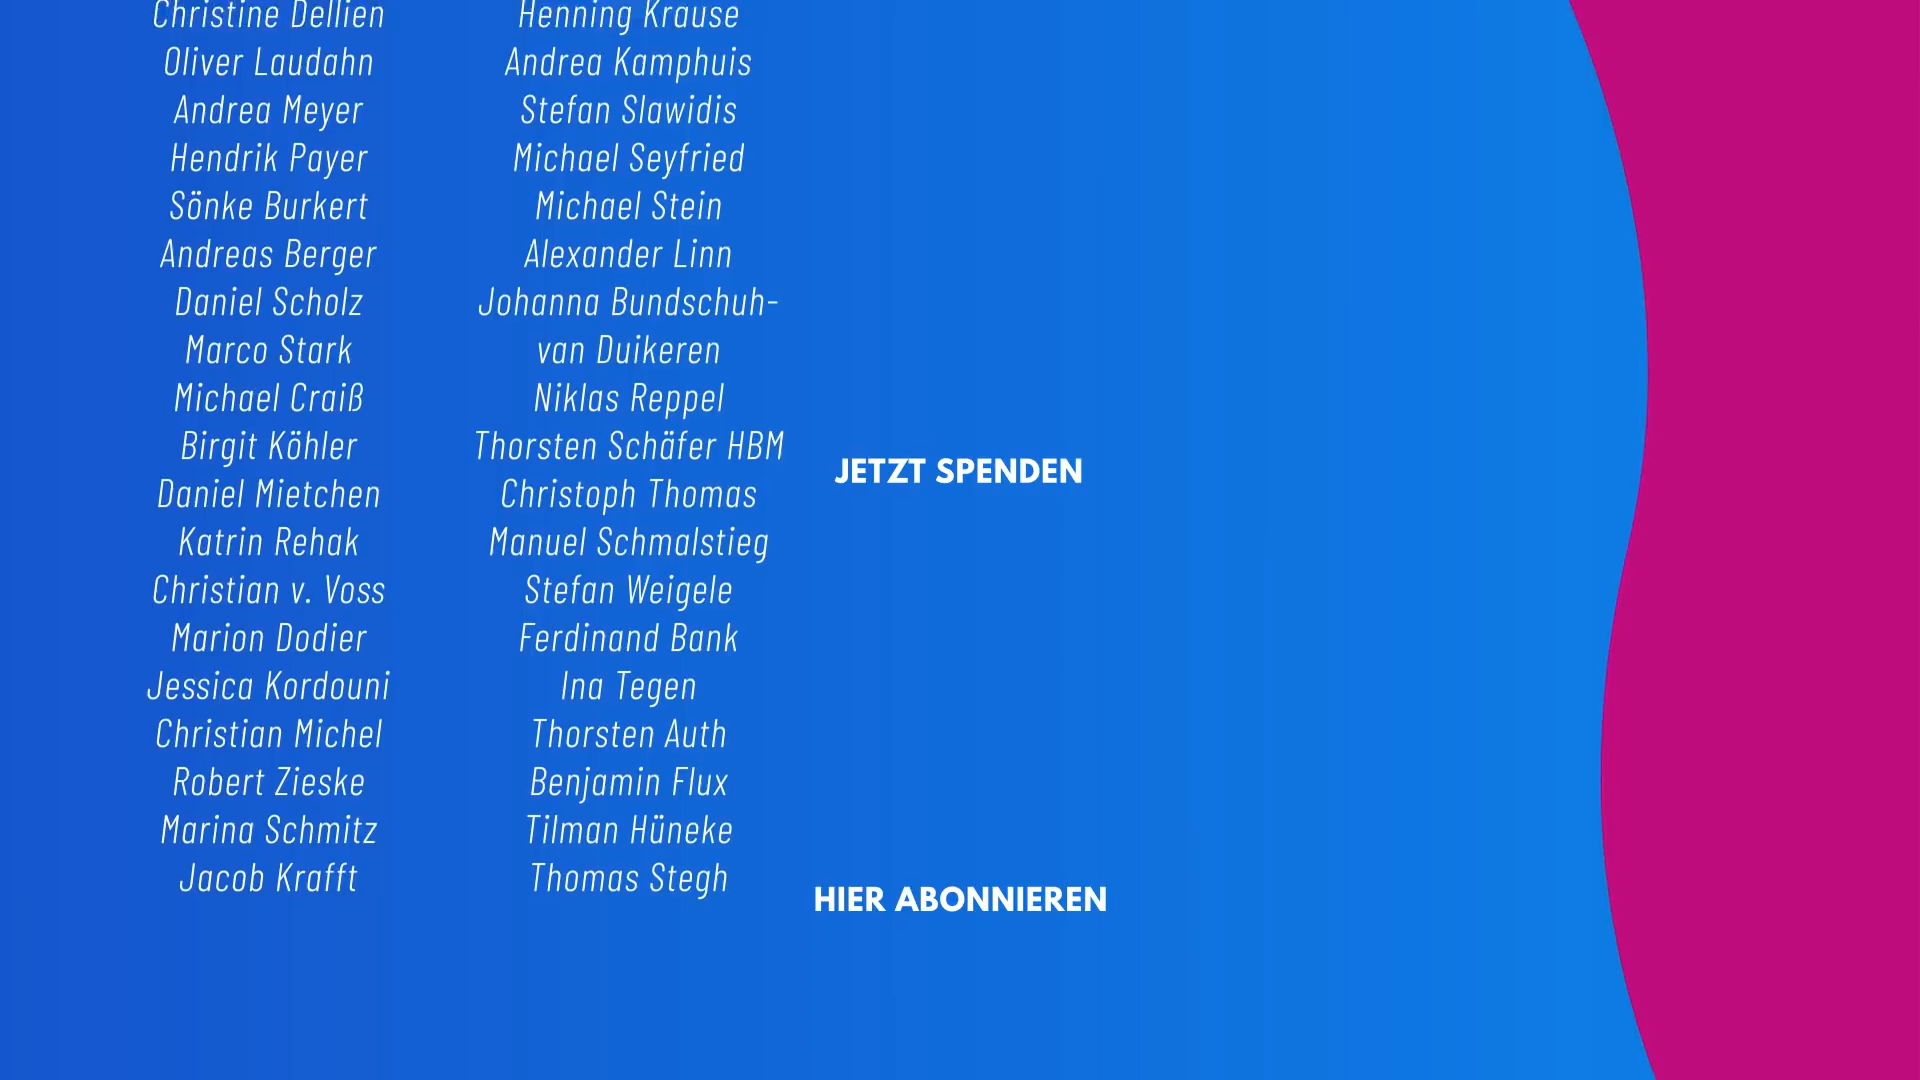 Christine Dellien
Oliver Laudahn
Andrea Meyer
Hendrik Payer
Sönke Burkert
Andreas Berger
Daniel Scholz
Marco Stark
Michael Craiß
Birgit Köhler
Daniel Mietchen
Katrin Rehak
Christian v. Voss
Marion Dodier
Jessica Kordouni
Christian Michel
Robert Zieske
Marina Schmitz
Jacob Krafft
Henning Krause
Andrea Kamphuis
Stefan Slawidis
Michael Seyfried
Michael Stein
Alexander Linn
Johanna Bundschuh-
van Duikeren
Niklas Reppel
Thorsten Schäfer HBM
Christoph Thomas
Manuel Schmalstieg
Stefan Weigele
Ferdinand Bank
Ina Tegen
Thorsten Auth
Benjamin Flux
Tilman Hüneke
Thomas Stegh
JETZT SPENDEN
HIER ABONNIEREN